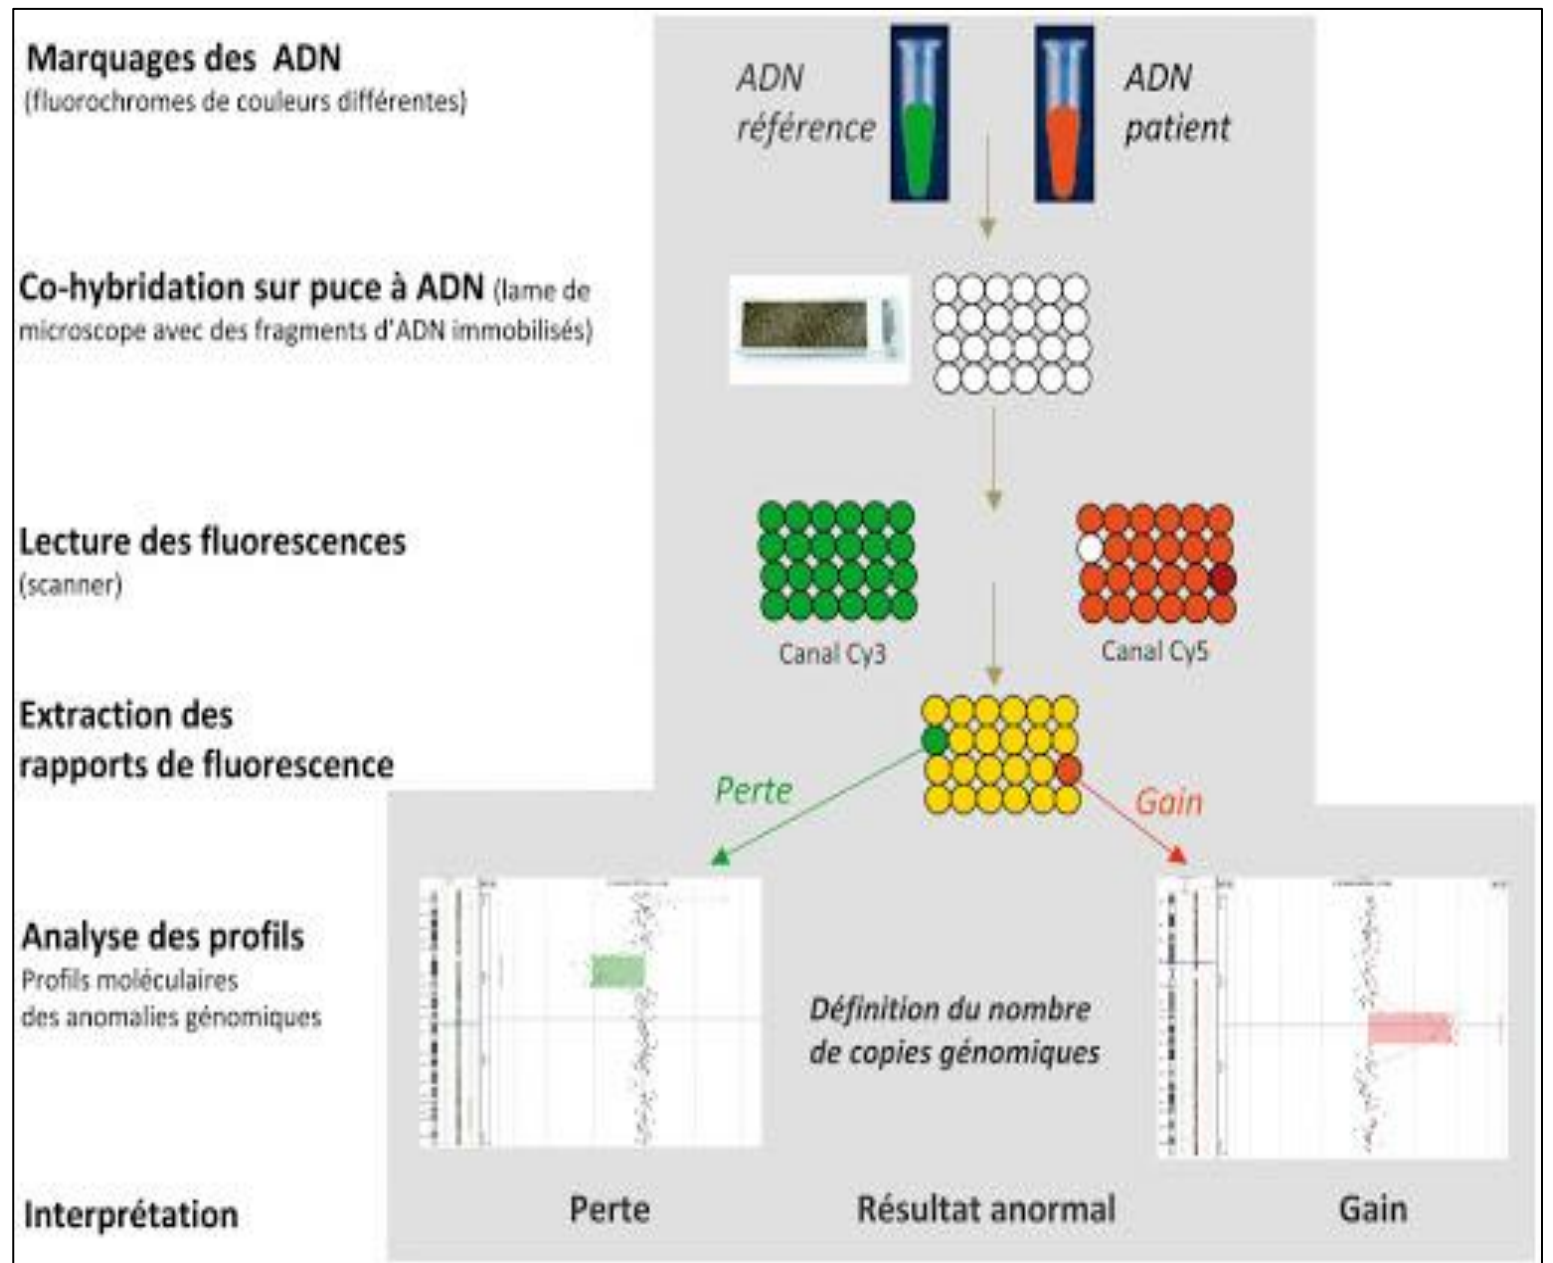 Marquages des ADN
(fluorochromes de couleurs différentes)
ADN
référence
ADN
patient
Co-hybridation sur puce à ADN (lame de
microscope avec des fragments d'ADN immobilisés)
Lecture des fluorescences
(scanner)
Canal Cy3
Canal Cy5
Extraction des
rapports de fluorescence
Perte
Gain
Analyse des profils
Profils moléculaires
des anomalies génomiques
Définition du nombre
de copies génomiques
Interprétation
Perte
Résultat anormal
Gain